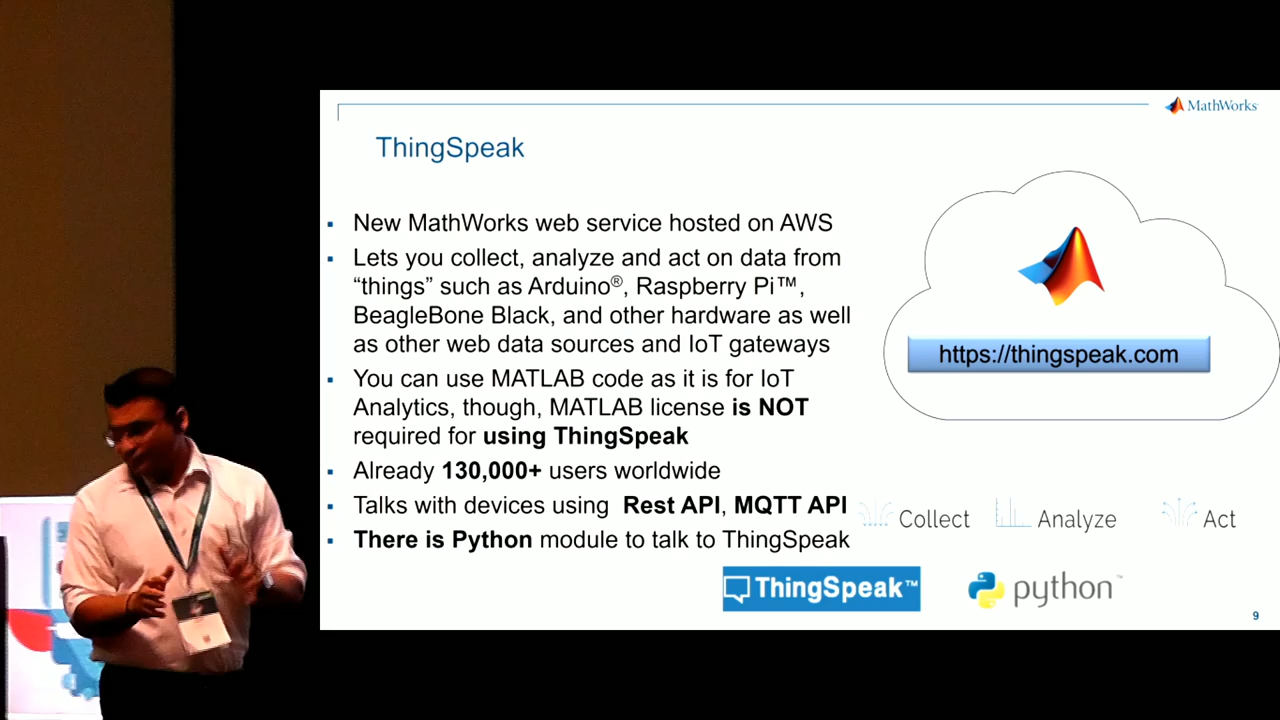 MathWorks
ThingSpeak
▪ New MathWorks web service hosted on AWS
▪ Lets you collect, analyze and act on data from
“things” such as Arduino®, Raspberry Pi™,
BeagleBone Black, and other hardware as well
as other web data sources and IoT gateways
https://thingspeak.com
▪ You can use MATLAB code as it is for IoT
Analytics, though, MATLAB license is NOT
required for using ThingSpeak
▪ Already 130,000+ users worldwide
▪ Talks with devices using Rest API, MQTT API
▪ There is Python module to talk to ThingSpeak
Collect Analyze Act
ThingSpeak™ python™
9